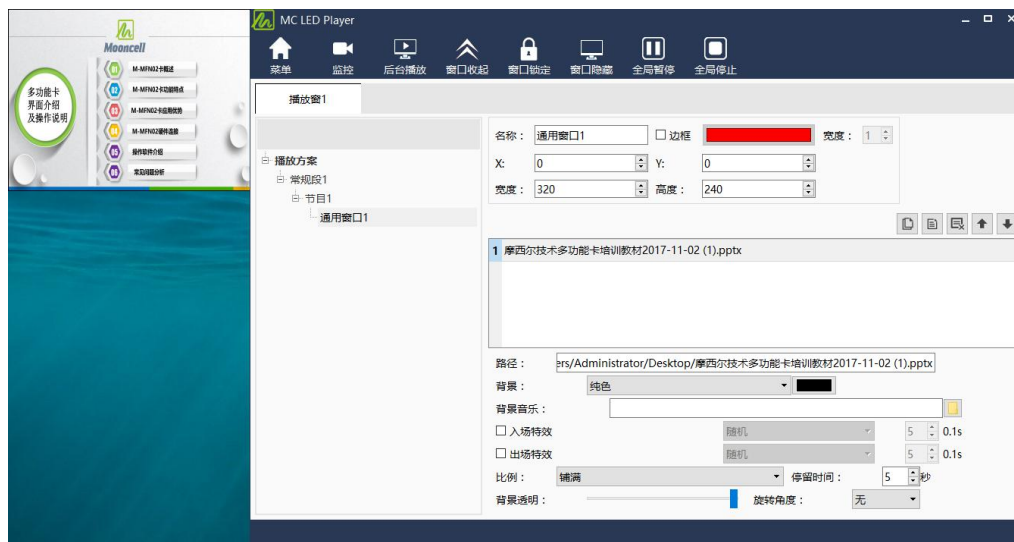 Mooncell
多功能卡
界面介绍
及操作说明
01 M-MFN02卡概述
02 M-MFN02卡功能特点
03 M-MFN02卡应用优势
04 M-MFN02硬件连接
05 操作软件介绍
06 常见问题分析
MC LED Player
菜单 监控 后台播放 窗口收起 窗口锁定 窗口隐藏 全局暂停 全局停止
播放窗1
播放方案
常规段1
节目1
通用窗口1
名称： 通用窗口1 边框 宽度： 1
X: 0 Y: 0
宽度： 320 高度： 240
1 摩西尔技术多功能卡培训教材2017-11-02 (1).pptx
路径： ers/Administrator/Desktop/摩西尔技术多功能卡培训教材2017-11-02 (1).pptx
背景： 纯色
背景音乐：
入场特效 随机 5 0.1s
出场特效 随机 5 0.1s
比例： 铺满 停留时间： 5 秒
背景透明： 旋转角度： 无